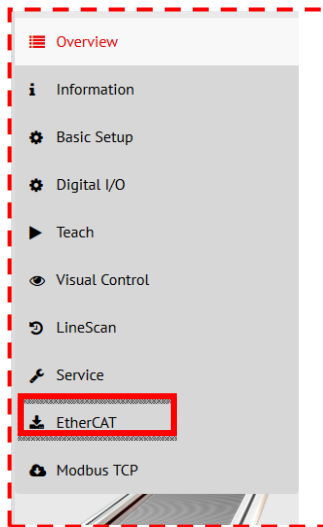 Overview
Information
Basic Setup
Digital I/O
Teach
Visual Control
LineScan
Service
EtherCAT
Modbus TCP